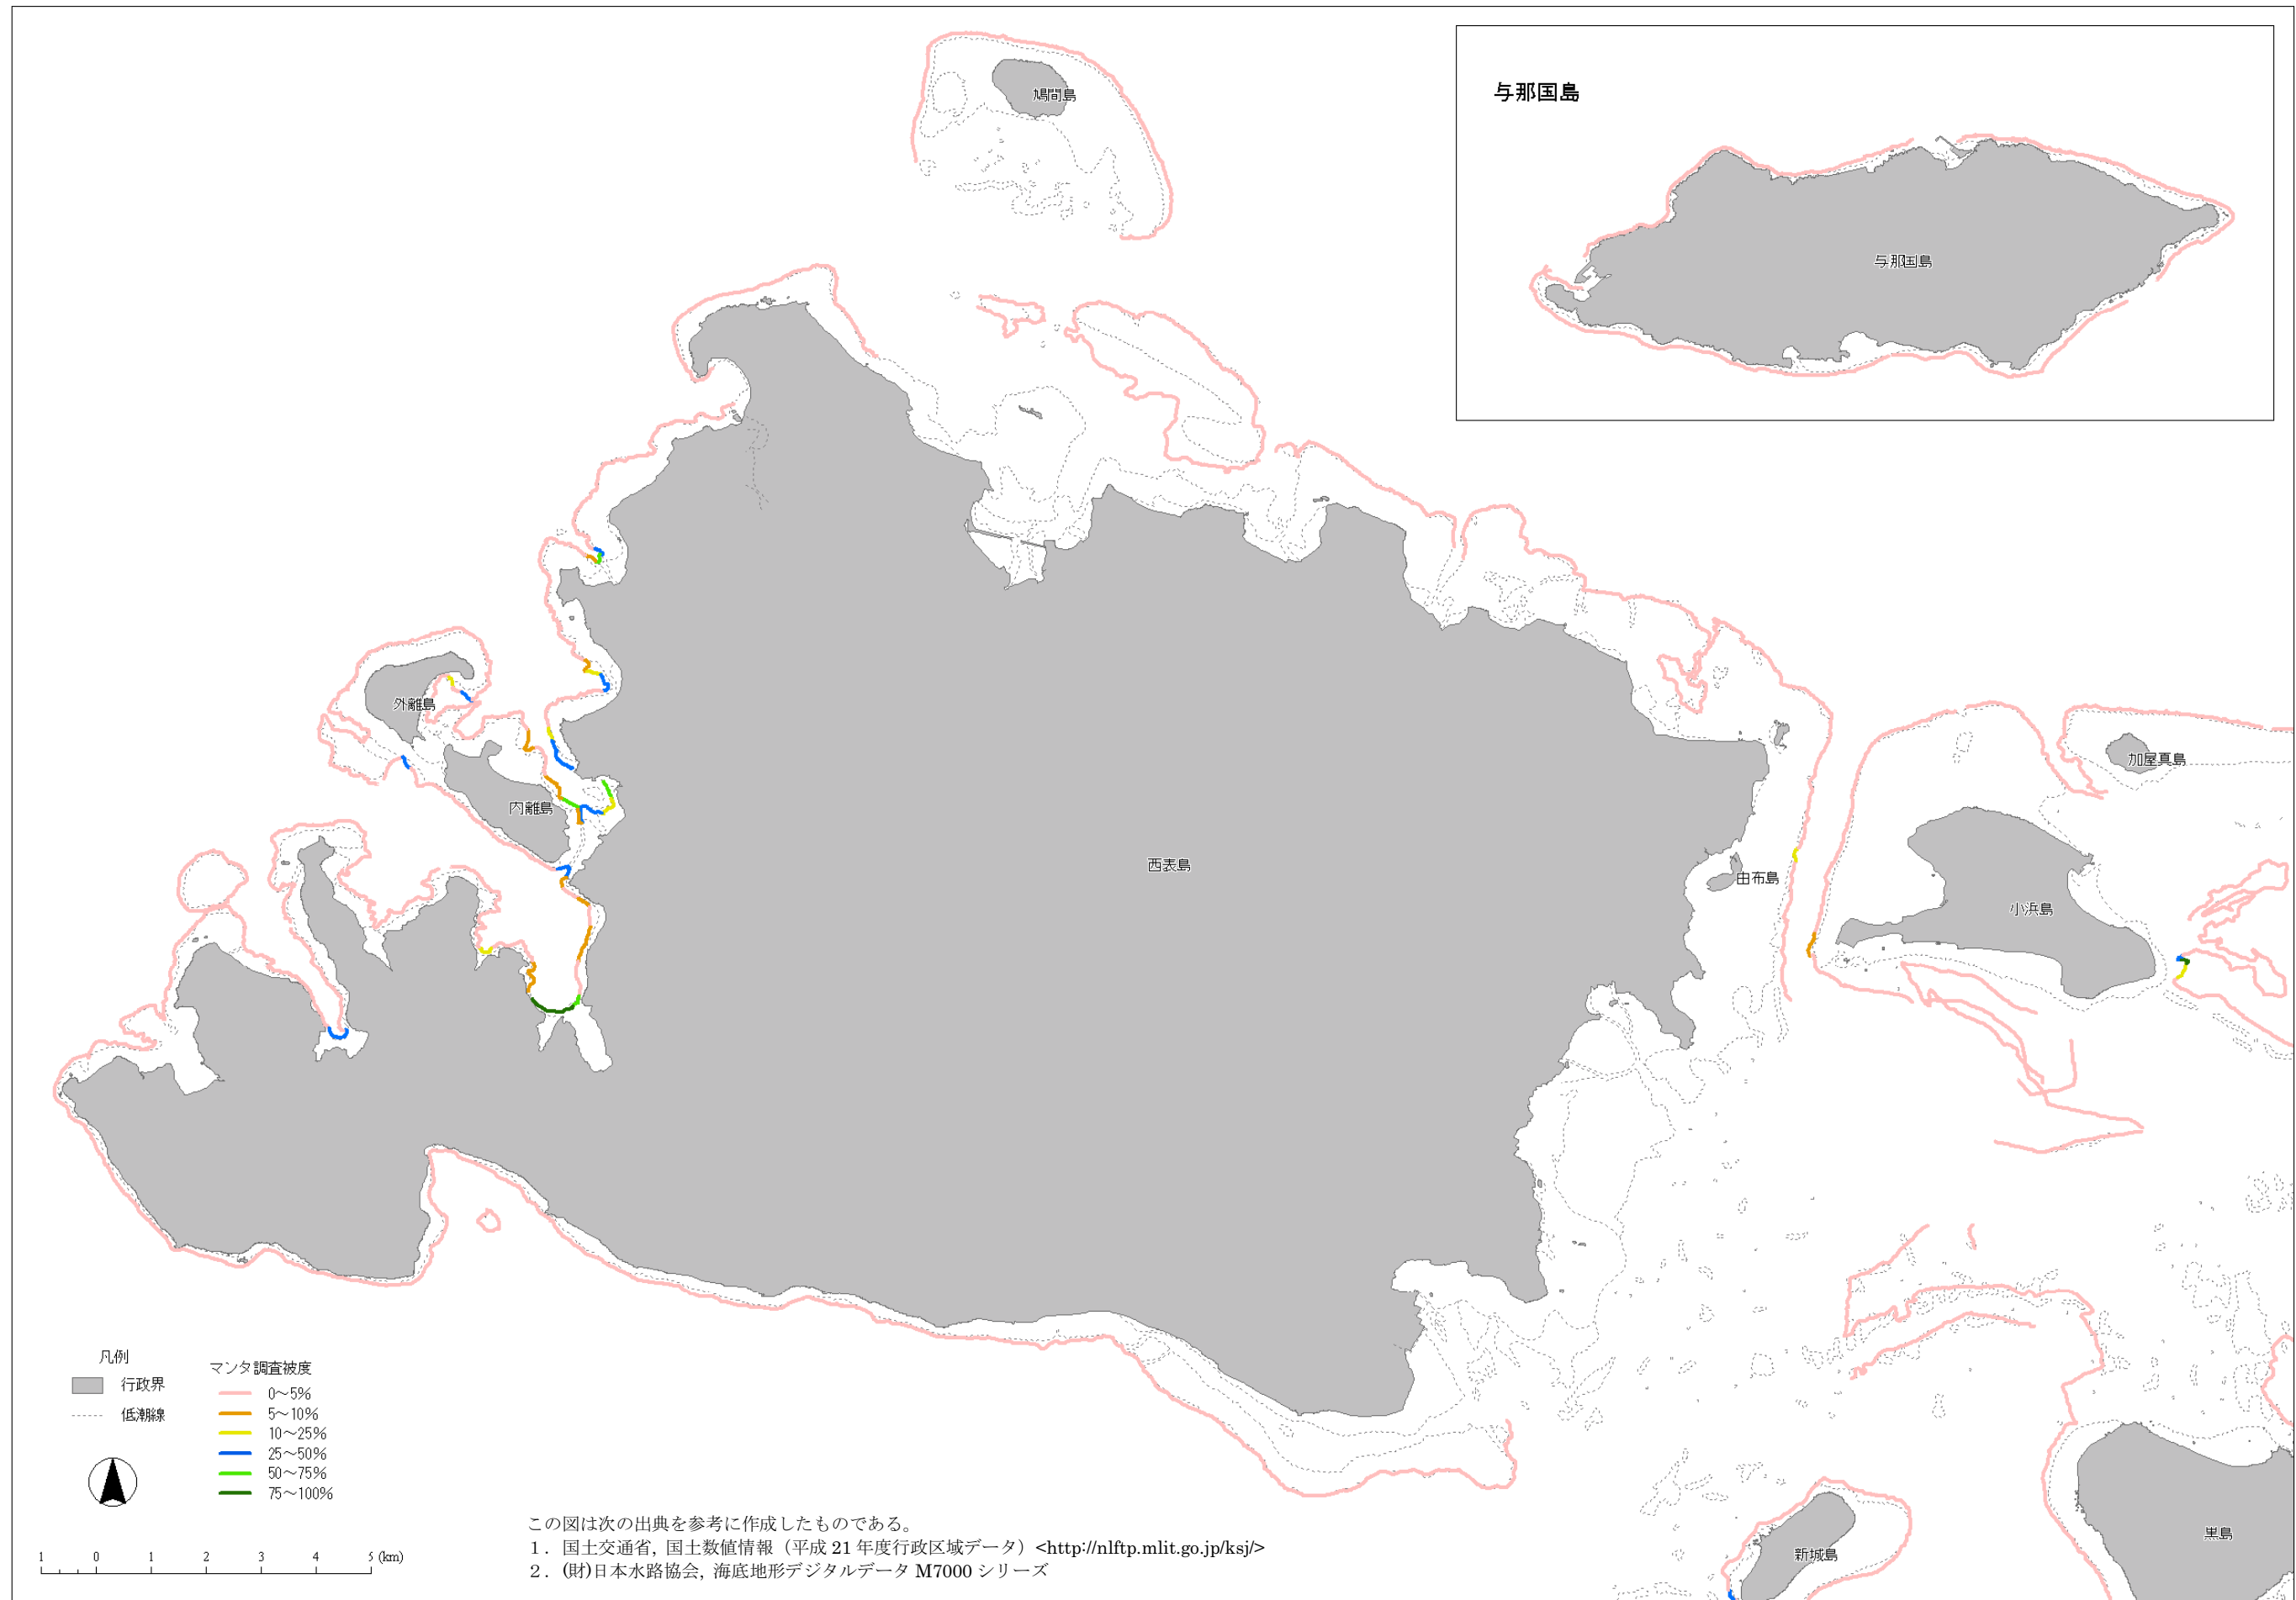 鳩間島
与那国島
与那国島
外離島
内離島
西表島
加屋真島
由布島
小浜島
凡例
行政界
低潮線
マンタ調査被度
0～5%
5～10%
10～25%
25～50%
50～75%
75～100%
1 0 1 2 3 4 5 (km)
この図は次の出典を参考に作成したものである。
１．国土交通省, 国土数値情報（平成 21 年度行政区域データ）<http://nlftp.mlit.go.jp/ksj/>
２．(財)日本水路協会, 海底地形デジタルデータ M7000 シリーズ
黒島
新城島